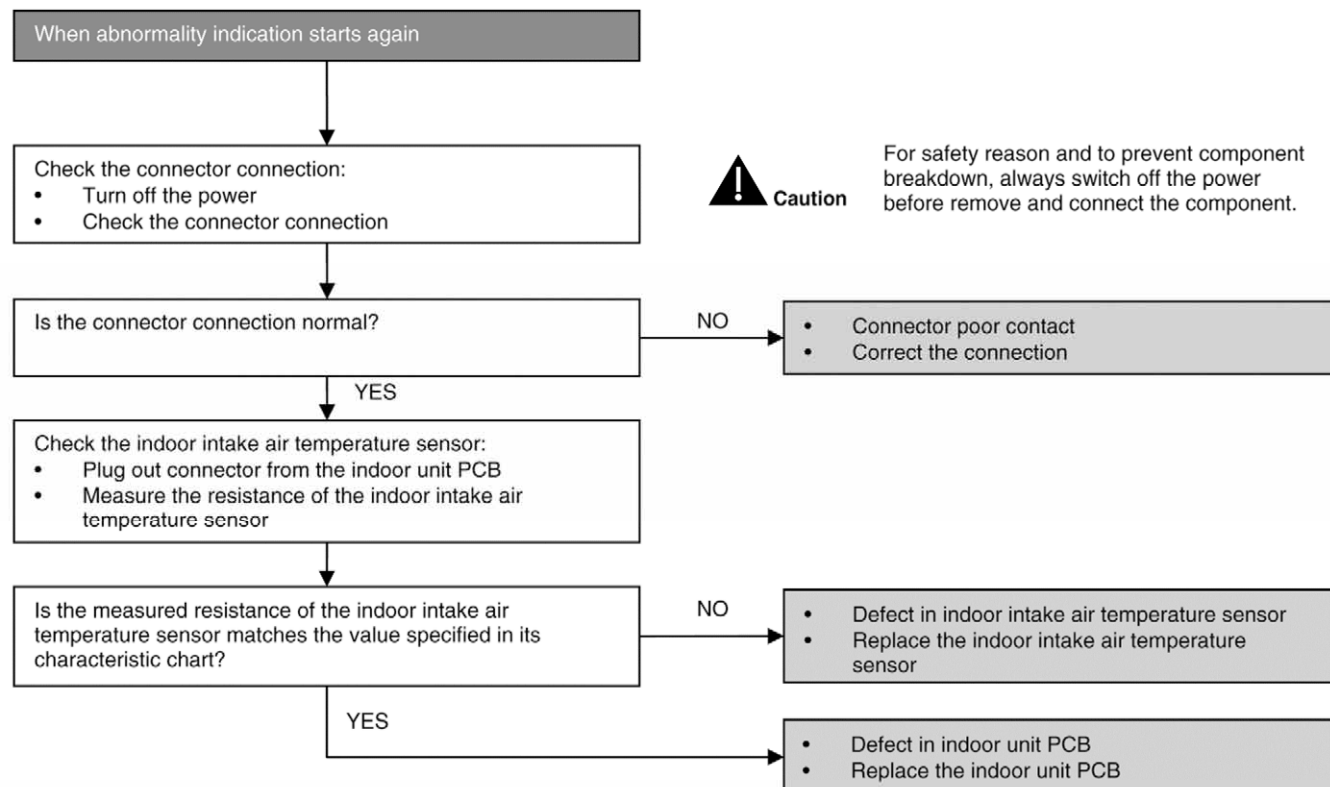 When abnormality indication starts again
Check the connector connection:
• Turn off the power
• Check the connector connection
Caution
For safety reason and to prevent component
breakdown, always switch off the power
before remove and connect the component.
Is the connector connection normal?
NO
• Connector poor contact
• Correct the connection
YES
Check the indoor intake air temperature sensor:
• Plug out connector from the indoor unit PCB
• Measure the resistance of the indoor intake air
temperature sensor
Is the measured resistance of the indoor intake air
temperature sensor matches the value specified in its
characteristic chart?
NO
• Defect in indoor intake air temperature sensor
• Replace the indoor intake air temperature
sensor
YES
• Defect in indoor unit PCB
• Replace the indoor unit PCB